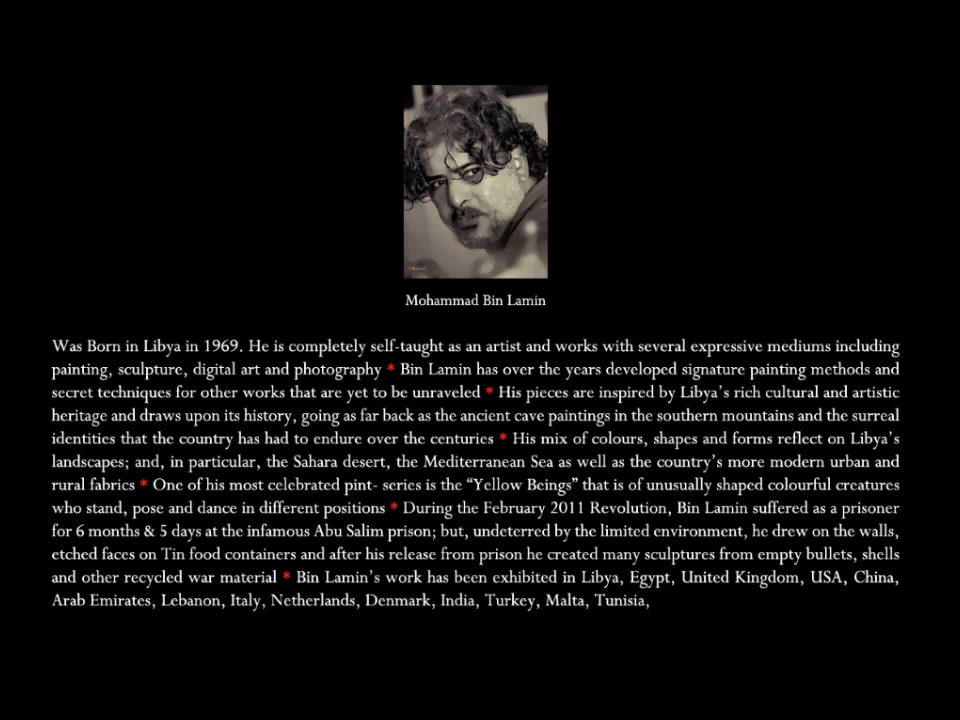 Mohammad Bin Lamin
Was Born in Libya in 1969. He is completely self-taught as an artist and works with several expressive mediums including
painting, sculpture, digital art and photography * Bin Lamin has over the years developed signature painting methods and
secret techniques for other works that are yet to be unraveled * His pieces are inspired by Libya's rich cultural and artistic
heritage and draws upon its history, going as far back as the ancient cave paintings in the southern mountains and the surreal
identities that the country has had to endure over the centuries * His mix of colours, shapes and forms reflect on Libya's
landscapes; and, in particular, the Sahara desert, the Mediterranean Sea as well as the country's more modern urban and
rural fabrics * One of his most celebrated pint- series is the “Yellow Beings” that is of unusually shaped colourful creatures
who stand, pose and dance in different positions * During the February 2011 Revolution, Bin Lamin suffered as a prisoner
for 6 months & 5 days at the infamous Abu Salim prison; but, undeterred by the limited environment, he drew on the walls,
etched faces on Tin food containers and after his release from prison he created many sculptures from empty bullets, shells
and other recycled war material * Bin Lamin's work has been exhibited in Libya, Egypt, United Kingdom, USA, China,
Arab Emirates, Lebanon, Italy, Netherlands, Denmark, India, Turkey, Malta, Tunisia,